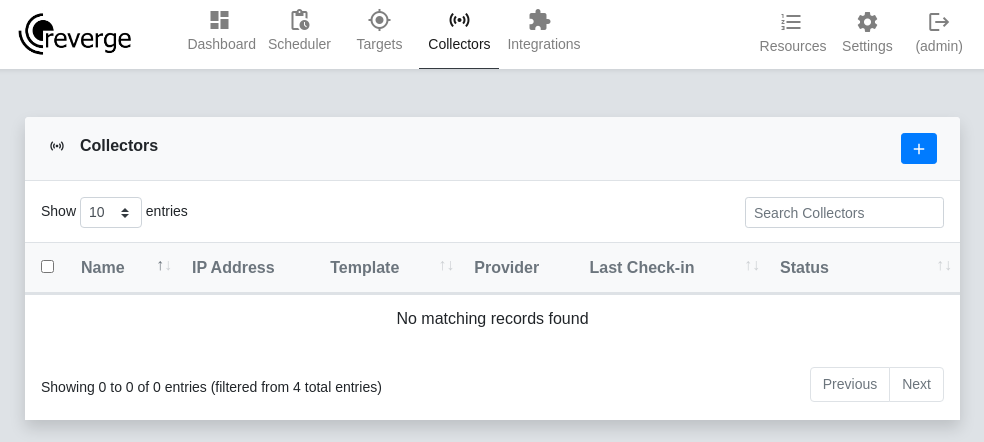 reverge
Dashboard Scheduler Targets Collectors Integrations Resources Settings (admin)
Collectors
+
Show 10 entries Search Collectors
Name ↑↓ IP Address Template ↑↓ Provider Last Check-in ↑↓ Status ↑↓
No matching records found
Showing 0 to 0 of 0 entries (filtered from 4 total entries) Previous Next